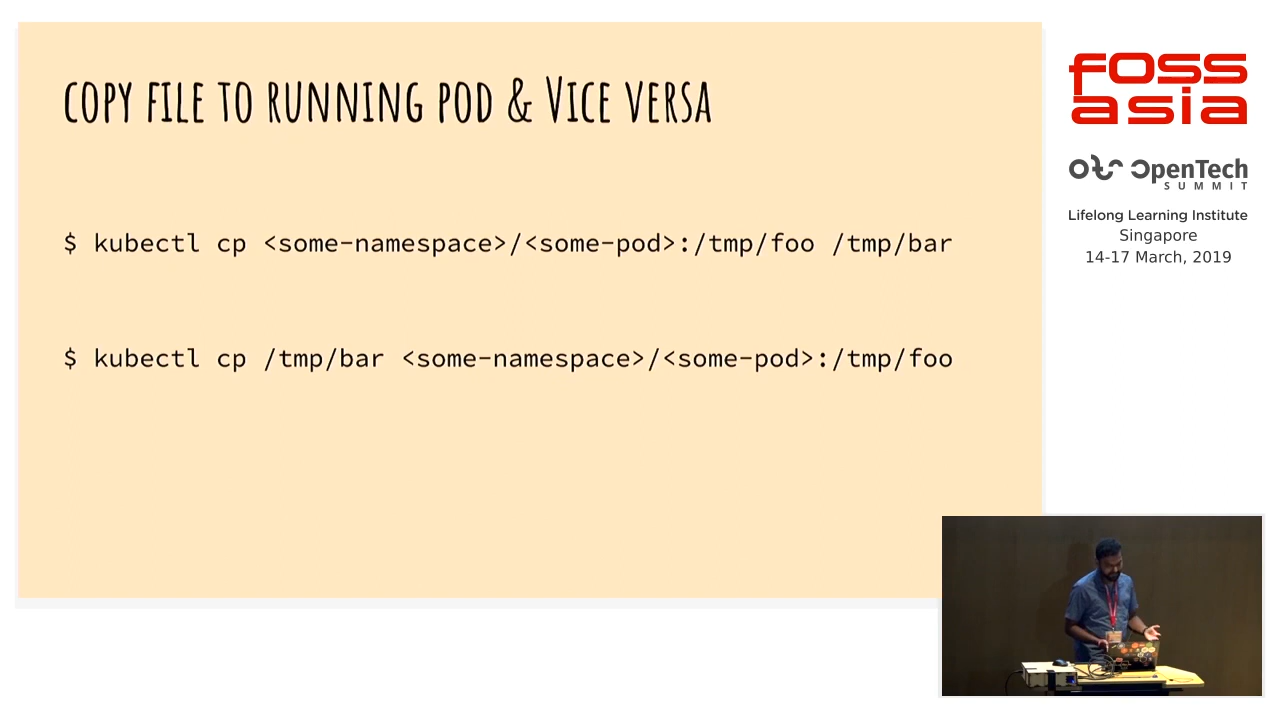 COPY FILE TO RUNNING POD & VICE VERSA
$ kubectl cp <some-namespace>/<some-pod>:/tmp/foo /tmp/bar
$ kubectl cp /tmp/bar <some-namespace>/<some-pod>:/tmp/foo
fOSS
asia
OpenTech
SUMMIT
Lifelong Learning Institute
Singapore
14-17 March, 2019